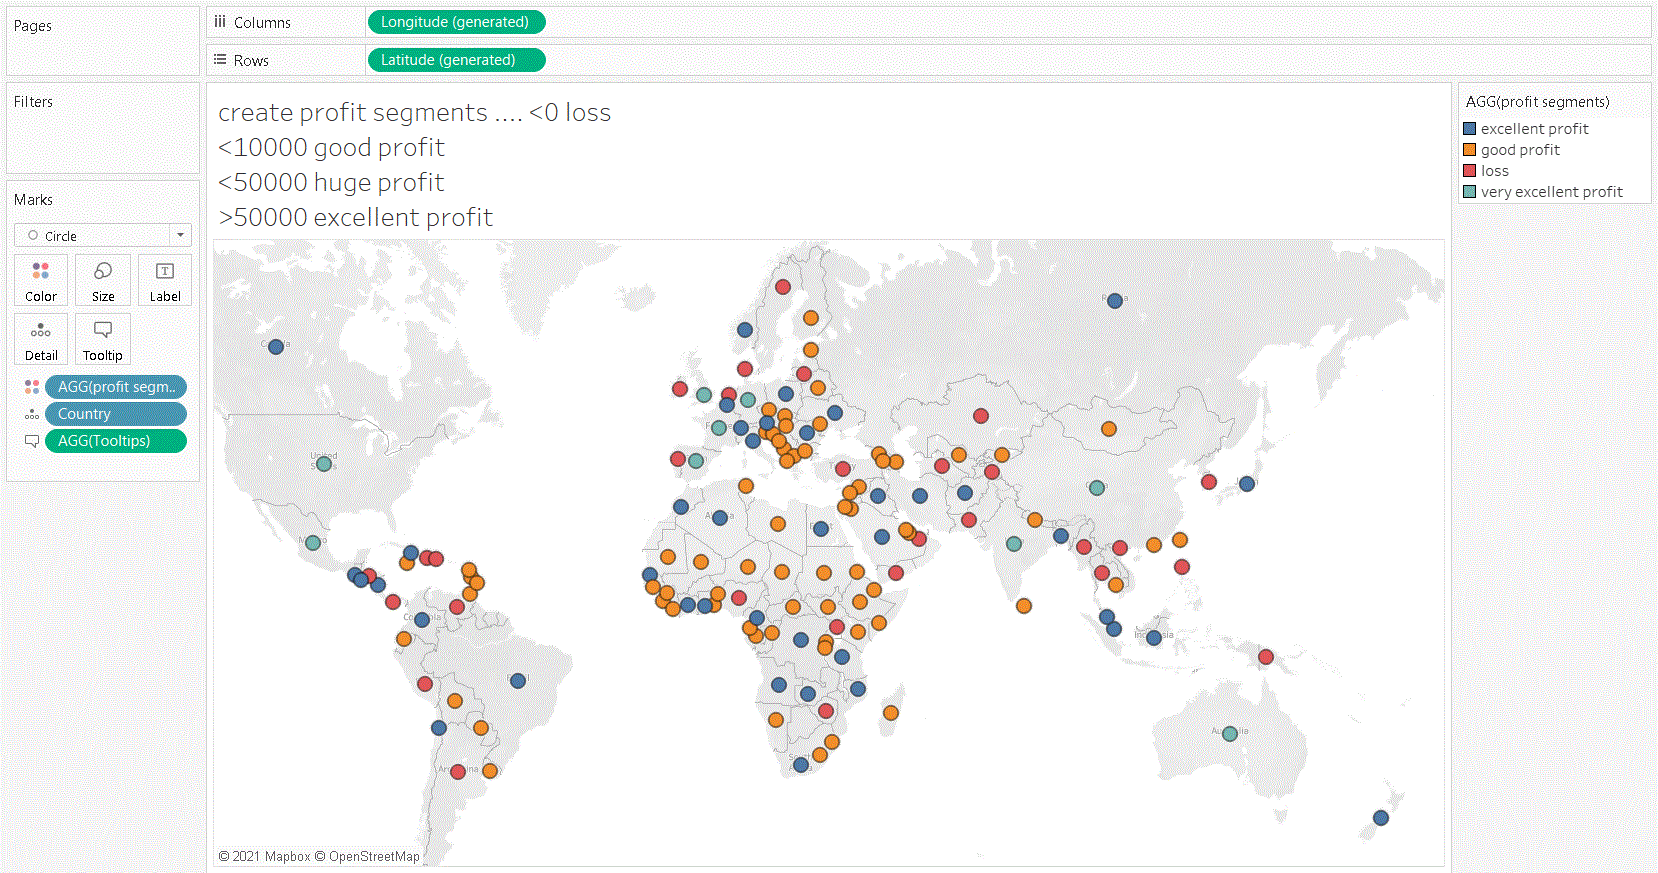 Pages
Columns
Longitude (generated)
Rows
Latitude (generated)
Filters
Marks
Circle
Color
Size
Label
Detail
Tooltip
AGG(profit segm..
Country
AGG(Tooltips)
create profit segments .... <0 loss
<10000 good profit
<50000 huge profit
>50000 excellent profit
United
© 2021 Mapbox © OpenStreetMap
AGG(profit segments)
excellent profit
good profit
loss
very excellent profit